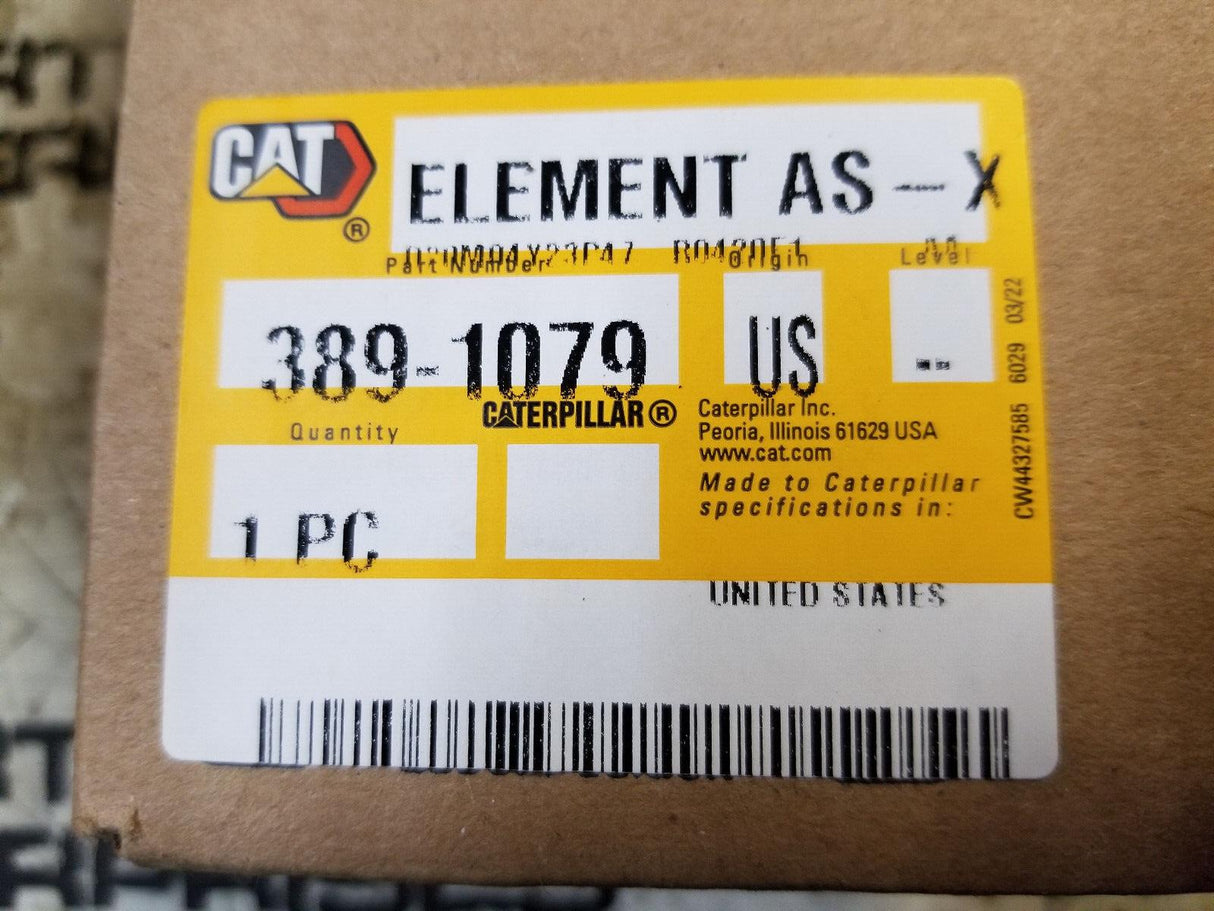 CAT
®
ELEMENT AS - X
Part Number
Origin
Level
389-1079
US
--
CATERPILLAR®
Quantity
1 PC
Caterpillar Inc.
Peoria, Illinois 61629 USA
www.cat.com
Made to Caterpillar
specifications in:
UNITED STATES
CW44327585 6029 03/22